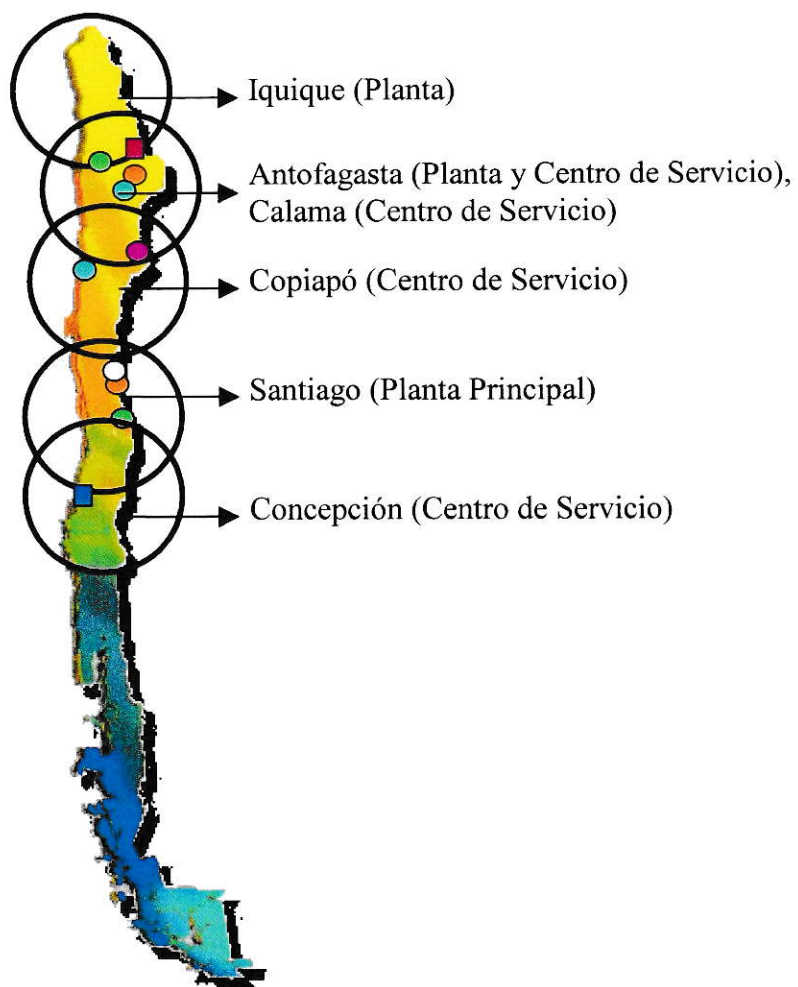 Iquique (Planta)
Antofagasta (Planta y Centro de Servicio),
Calama (Centro de Servicio)
Copiapó (Centro de Servicio)
Santiago (Planta Principal)
Concepción (Centro de Servicio)